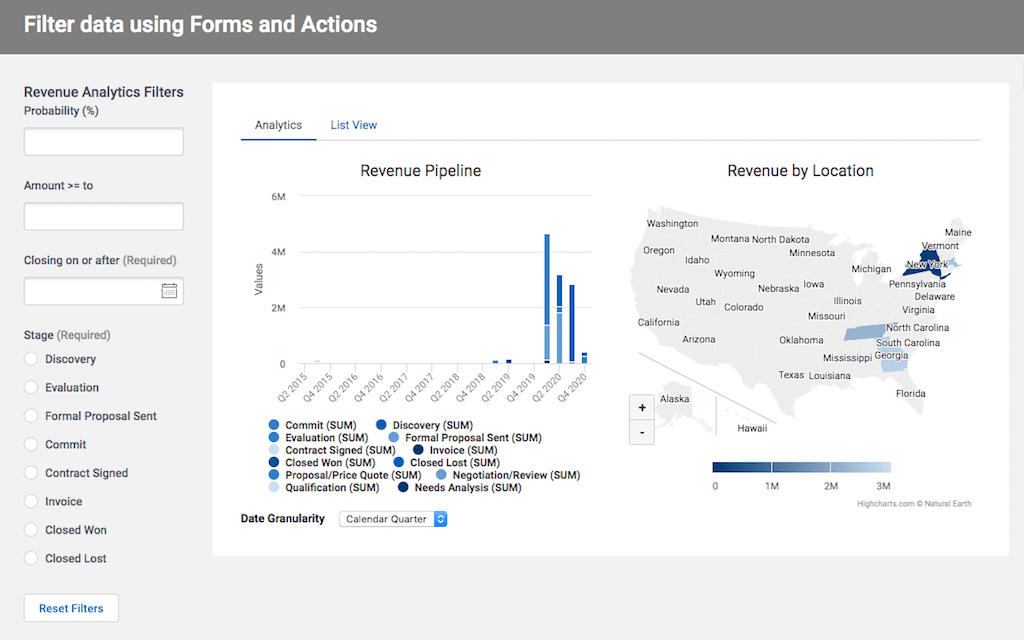 Filter data using Forms and Actions
Revenue Analytics Filters
Probability (%)
Amount >= to
Closing on or after (Required)
Stage (Required)
Discovery
Evaluation
Formal Proposal Sent
Commit
Contract Signed
Invoice
Closed Won
Closed Lost
Reset Filters
Analytics List View
Revenue Pipeline
Values
6M
4M
2M
0
Q2 2015 Q4 2015 Q2 2016 Q4 2016 Q2 2017 Q4 2017 Q2 2018 Q4 2018 Q2 2019 Q4 2019 Q2 2020 Q4 2020
Commit (SUM) Discovery (SUM)
Evaluation (SUM) Formal Proposal Sent (SUM)
Contract Signed (SUM) Invoice (SUM)
Closed Won (SUM) Closed Lost (SUM)
Proposal/Price Quote (SUM) Negotiation/Review (SUM)
Qualification (SUM) Needs Analysis (SUM)
Date Granularity Calendar Quarter
Revenue by Location
Washington
Maine
Montana North Dakota
Vermont
Oregon
Minnesota
Idaho
New York
Michigan
Wyoming
Pennsylvania
Nevada
Nebraska
Iowa
Delaware
Utah
Colorado
Illinois
Virginia
Missouri
California
North Carolina
Arizona
Oklahoma
South Carolina
Mississippi
Georgia
Texas
Louisiana
Florida
Alaska
Hawaii
+
-
0 1M 2M 3M
Highcharts.com © Natural Earth